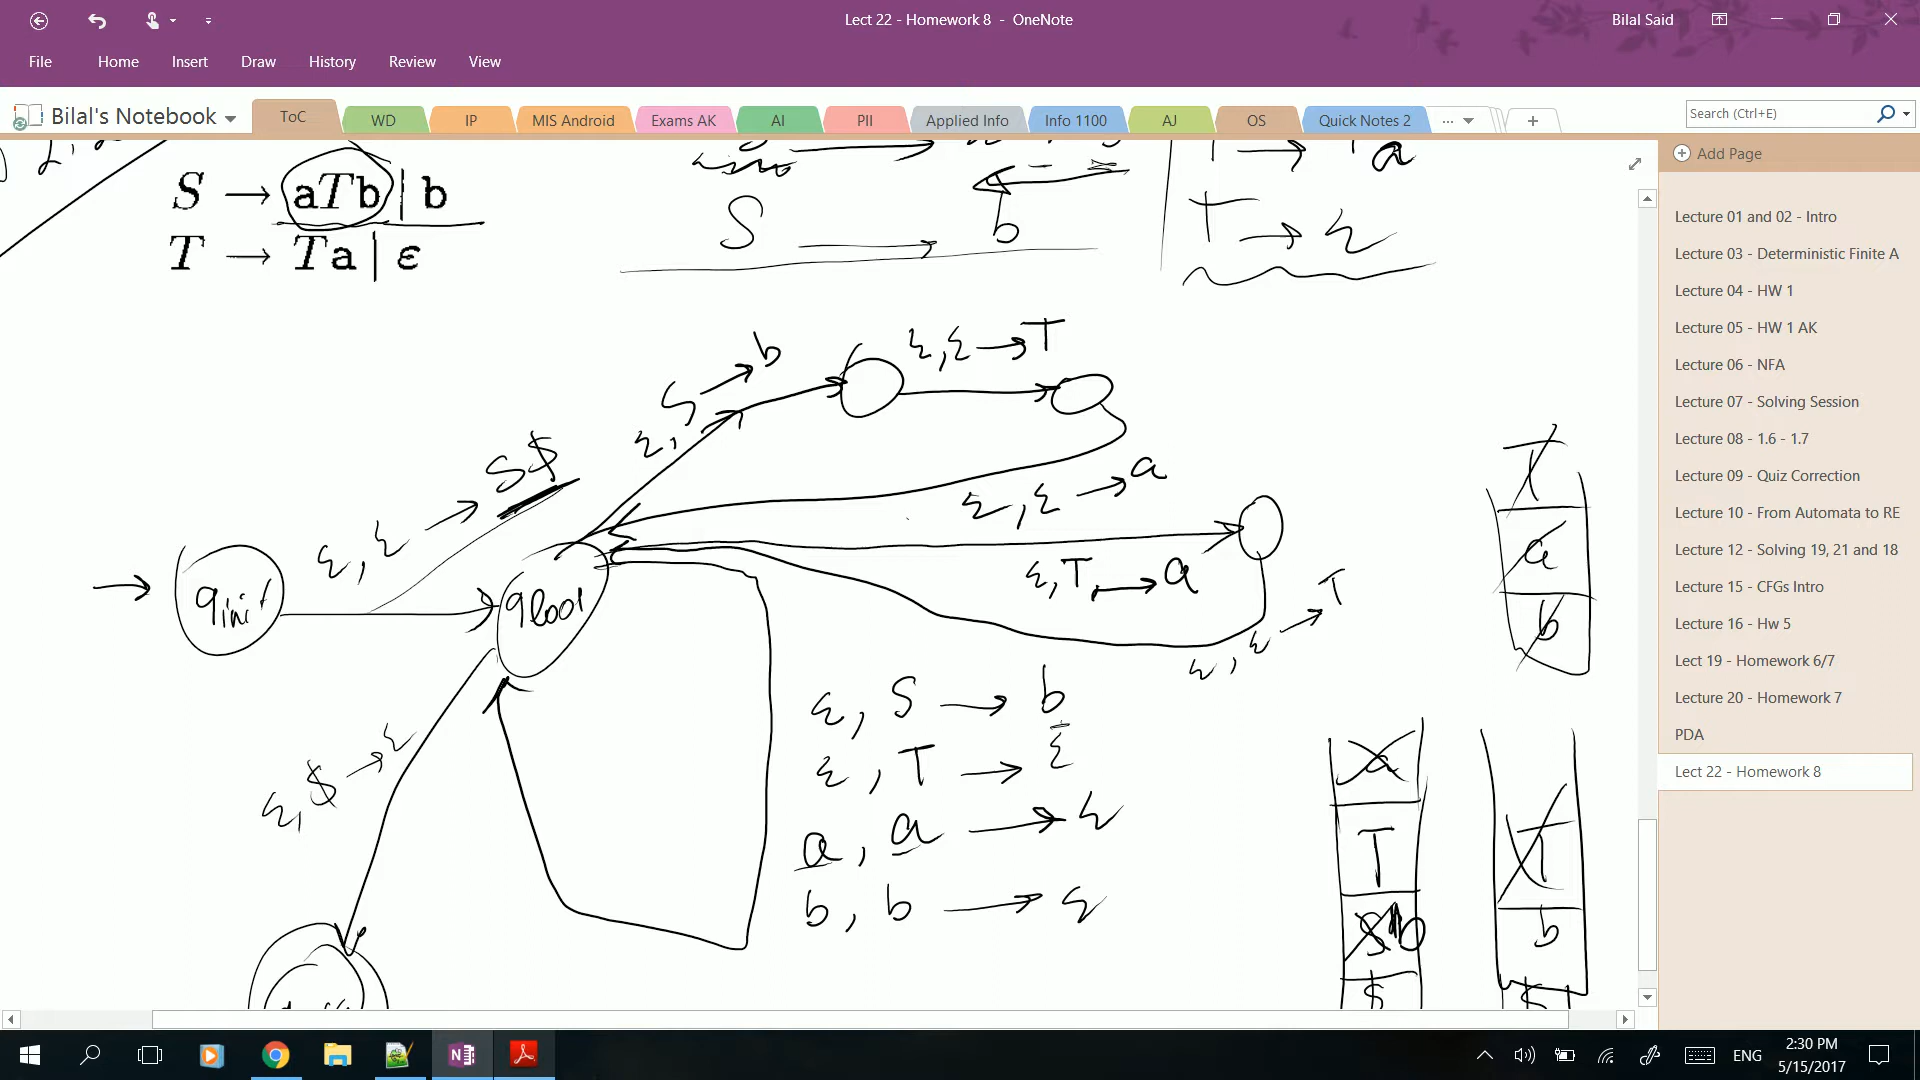 Lect 22 - Homework 8 - OneNote
Bilal Said
File Home Insert Draw History Review View
Bilal's Notebook
ToC WD IP MIS Android Exams AK AI PII Applied Info Info 1100 AJ OS Quick Notes 2 ...
Search (Ctrl+E)
Add Page
Lecture 01 and 02 - Intro
Lecture 03 - Deterministic Finite A
Lecture 04 - HW 1
Lecture 05 - HW 1 AK
Lecture 06 - NFA
Lecture 07 - Solving Session
Lecture 08 - 1.6 - 1.7
Lecture 09 - Quiz Correction
Lecture 10 - From Automata to RE
Lecture 12 - Solving 19, 21 and 18
Lecture 15 - CFGs Intro
Lecture 16 - Hw 5
Lect 19 - Homework 6/7
Lecture 20 - Homework 7
PDA
Lect 22 - Homework 8
S → aTb | b
T → Ta | ε
S → b
T → ε
ε, S → b
ε, ε → T
ε, ε → S$
ε, ε → a
ε, T → a
ε, ε → T
qinit
qloop
ε, $ → ε
ε, S → b
ε, T → ε
a, a → ε
b, b → ε
T
a
b
a
T
b
$
T
b
$
ENG
2:30 PM
5/15/2017